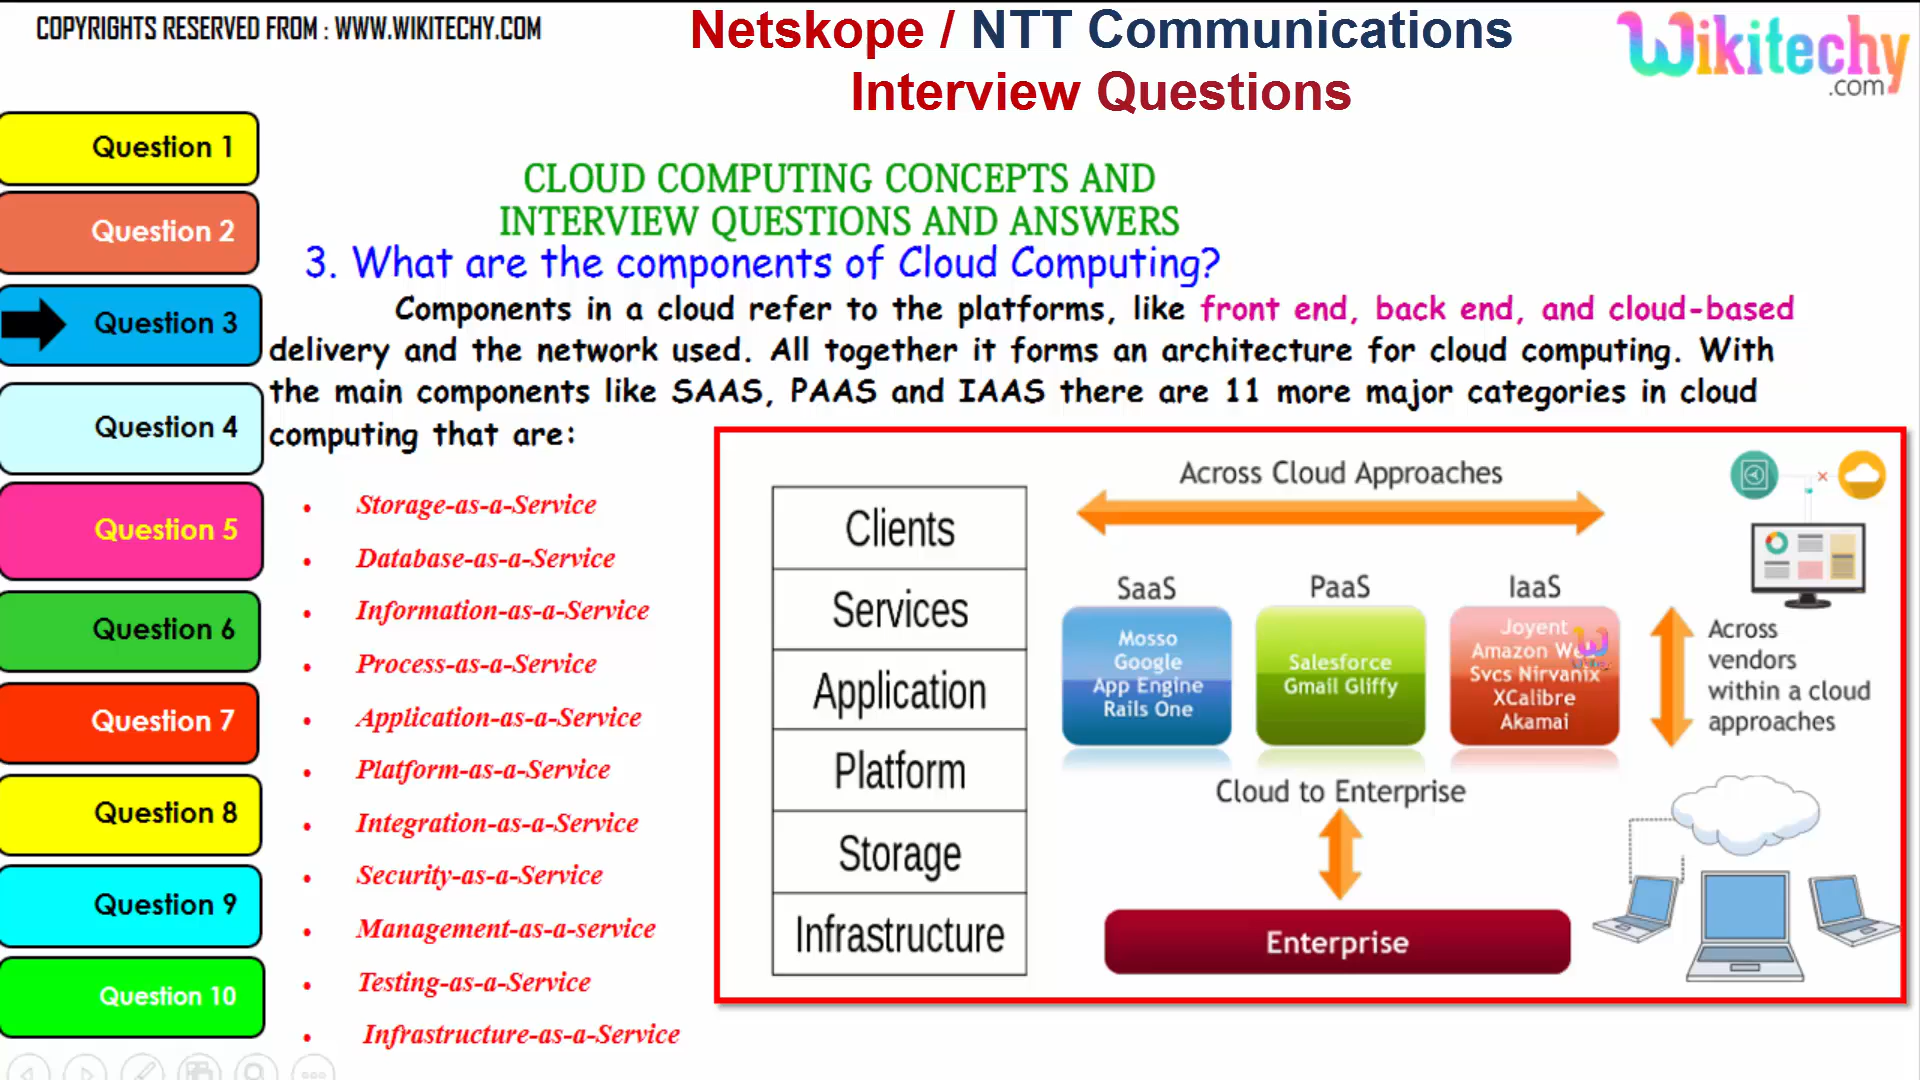 COPYRIGHTS RESERVED FROM : WWW.WIKITECHY.COM
Netskope / NTT Communications
Interview Questions
Wikitechy
.com
Question 1
Question 2
Question 3
Question 4
Question 5
Question 6
Question 7
Question 8
Question 9
Question 10
CLOUD COMPUTING CONCEPTS AND
INTERVIEW QUESTIONS AND ANSWERS
3. What are the components of Cloud Computing?
Components in a cloud refer to the platforms, like front end, back end, and cloud-based
delivery and the network used. All together it forms an architecture for cloud computing. With
the main components like SAAS, PAAS and IAAS there are 11 more major categories in cloud
computing that are:
• Storage-as-a-Service
• Database-as-a-Service
• Information-as-a-Service
• Process-as-a-Service
• Application-as-a-Service
• Platform-as-a-Service
• Integration-as-a-Service
• Security-as-a-Service
• Management-as-a-service
• Testing-as-a-Service
• Infrastructure-as-a-Service
Clients
Services
Application
Platform
Storage
Infrastructure
Across Cloud Approaches
SaaS
Mosso
Google
App Engine
Rails One
PaaS
Salesforce
Gmail Gliffy
IaaS
Joyent
Amazon
Svcs Nirvanix
XCalibre
Akamai
Across
vendors
within a cloud
approaches
Cloud to Enterprise
Enterprise